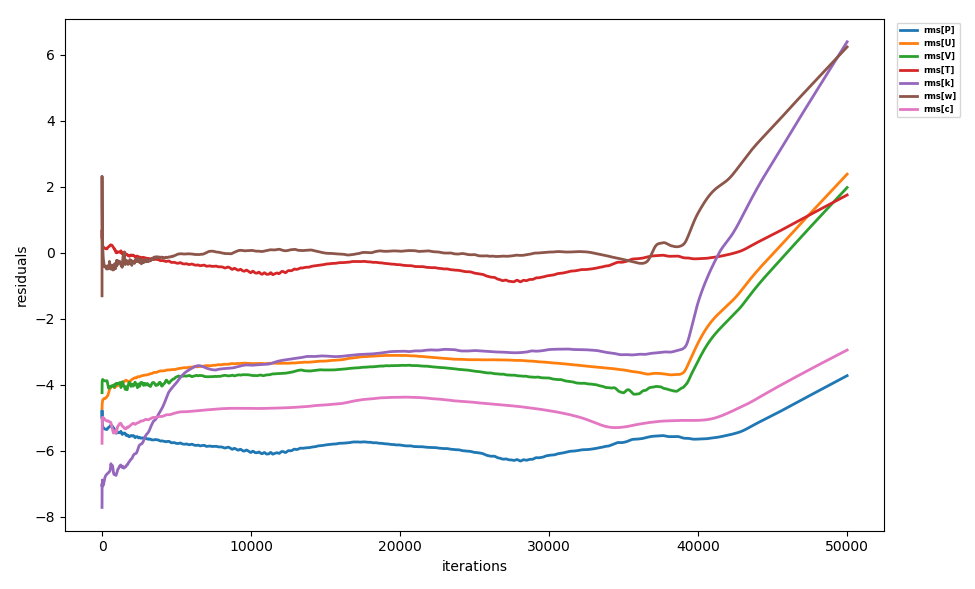 6
4
2
0
−2
−4
−6
−8
residuals
0 10000 20000 30000 40000 50000
iterations
rms[P]
rms[U]
rms[V]
rms[T]
rms[k]
rms[w]
rms[c]